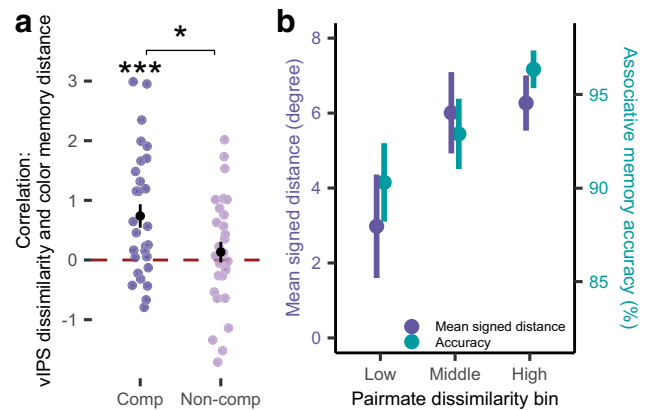 a
Correlation:
vIPS dissimilarity and color memory distance
***
*
3
2
1
0
-1
Comp
Non-comp
b
Mean signed distance (degree)
8
6
4
2
0
Associative memory accuracy (%)
95
90
85
Mean signed distance
Accuracy
Low
Middle
High
Pairmate dissimilarity bin